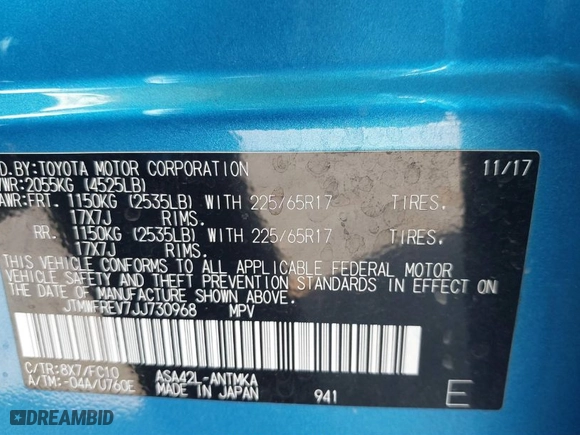 D.BY:TOYOTA MOTOR CORPORATION 11/17
VWR:2055KG (4525LB)
AWR:FRT. 1150KG (2535LB) WITH 225/65R17 TIRES.
17X7J RIMS.
RR. 1150KG (2535LB) WITH 225/65R17 TIRES.
17X7J RIMS.
THIS VEHICLE CONFORMS TO ALL APPLICABLE FEDERAL MOTOR
VEHICLE SAFETY AND THEFT PREVENTION STANDARDS IN EFFECT ON
THE DATE OF MANUFACTURE SHOWN ABOVE.
JTMWFREV7JJ730968 MPV
C/TR:8X7/FC10 ASA42L-ANTMKA
A/TM:-04A/U760E MADE IN JAPAN 941 E
DREAMBID